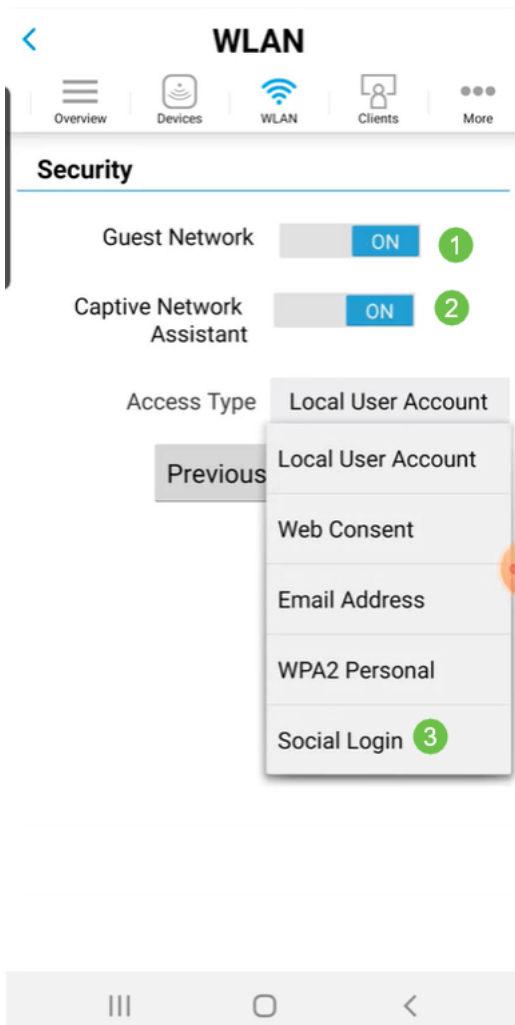 WLAN
Overview
Devices
WLAN
Clients
More
Security
Guest Network
ON
1
Captive Network
Assistant
ON
2
Access Type
Local User Account
Previous
Local User Account
Web Consent
Email Address
WPA2 Personal
Social Login
3